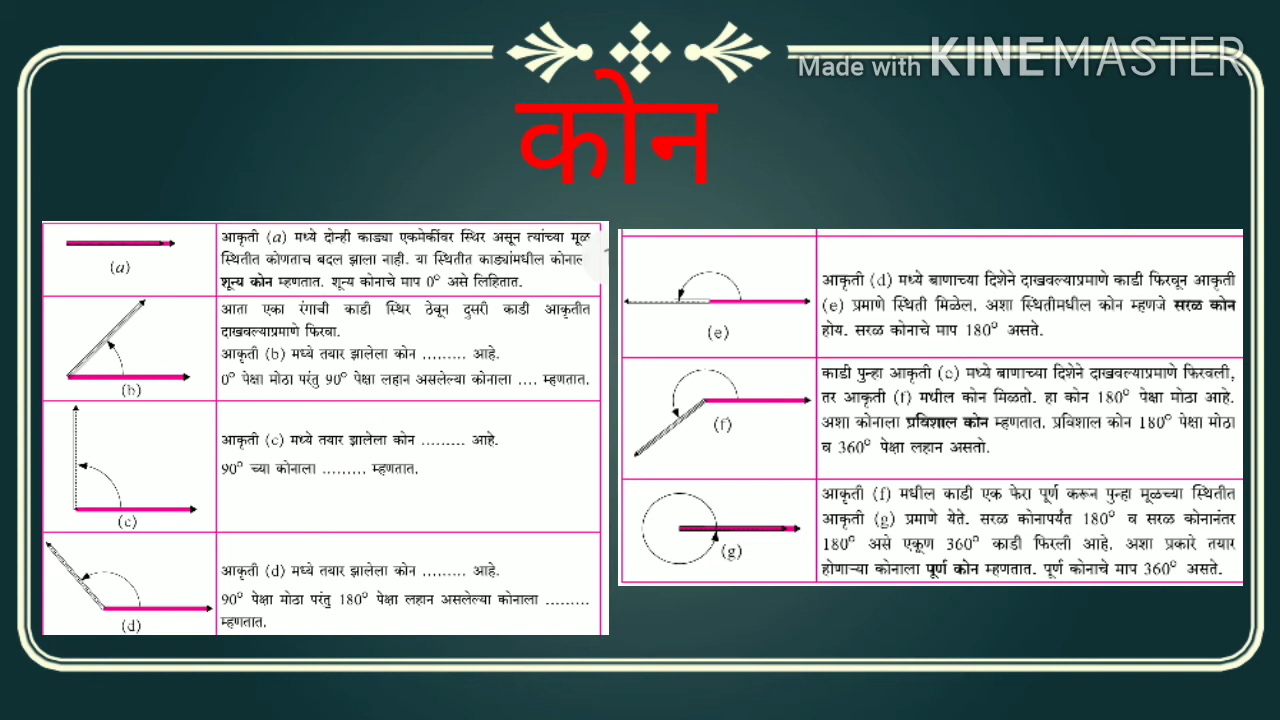 Made with KINEMASTER
कोन
(a)
आकृती (a) मध्ये दोन्ही काड्या एकमेकींवर स्थिर असून त्यांच्या मूळ
स्थितीत कोणताच बदल झाला नाही. या स्थितीत काड्यांमधील कोनाला
शून्य कोन म्हणतात. शून्य कोनाचे माप 0° असे लिहितात.
(b)
आता एका रंगाची काडी स्थिर ठेवून दुसरी काडी आकृतीत
दाखवल्याप्रमाणे फिरवा.
आकृती (b) मध्ये तयार झालेला कोन ......... आहे.
0° पेक्षा मोठा परंतु 90° पेक्षा लहान असलेल्या कोनाला .... म्हणतात.
(c)
आकृती (c) मध्ये तयार झालेला कोन ......... आहे.
90° च्या कोनाला ......... म्हणतात.
(d)
आकृती (d) मध्ये तयार झालेला कोन ......... आहे.
90° पेक्षा मोठा परंतु 180° पेक्षा लहान असलेल्या कोनाला .........
म्हणतात.
(e)
आकृती (d) मध्ये बाणाच्या दिशेने दाखवल्याप्रमाणे काडी फिरवून आकृती
(e) प्रमाणे स्थिती मिळेल. अशा स्थितीमधील कोन म्हणजे सरळ कोन
होय. सरळ कोनाचे माप 180° असते.
(f)
काडी पुन्हा आकृती (e) मध्ये बाणाच्या दिशेने दाखवल्याप्रमाणे फिरवली,
तर आकृती (f) मधील कोन मिळतो. हा कोन 180° पेक्षा मोठा आहे.
अशा कोनाला प्रविशाल कोन म्हणतात. प्रविशाल कोन 180° पेक्षा मोठा
व 360° पेक्षा लहान असतो.
(g)
आकृती (f) मधील काडी एक फेरा पूर्ण करून पुन्हा मूळच्या स्थितीत
आकृती (g) प्रमाणे येते. सरळ कोनापर्यंत 180° व सरळ कोनानंतर
180° असे एकूण 360° काडी फिरली आहे. अशा प्रकारे तयार
होणाऱ्या कोनाला पूर्ण कोन म्हणतात. पूर्ण कोनाचे माप 360° असते.